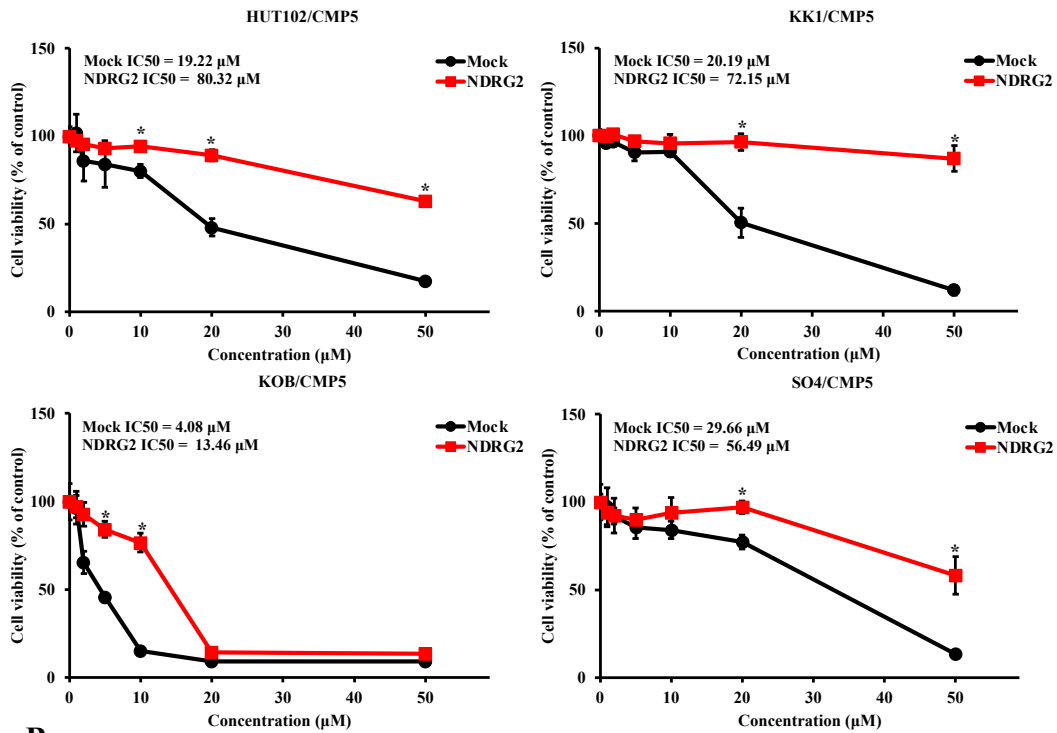 HUT102/CMP5
Mock IC50 = 19.22 μM
NDRG2 IC50 = 80.32 μM
Mock
NDRG2
Cell viability (% of control)
150
100
50
0
* * *
0 10 20 30 40 50
Concentration (μM)
KK1/CMP5
Mock IC50 = 20.19 μM
NDRG2 IC50 = 72.15 μM
Mock
NDRG2
Cell viability (% of control)
150
100
50
0
* *
0 10 20 30 40 50
Concentration (μM)
KOB/CMP5
Mock IC50 = 4.08 μM
NDRG2 IC50 = 13.46 μM
Mock
NDRG2
Cell viability (% of control)
150
100
50
0
* *
0 10 20 30 40 50
Concentration (μM)
SO4/CMP5
Mock IC50 = 29.66 μM
NDRG2 IC50 = 56.49 μM
Mock
NDRG2
Cell viability (% of control)
150
100
50
0
* *
0 10 20 30 40 50
Concentration (μM)